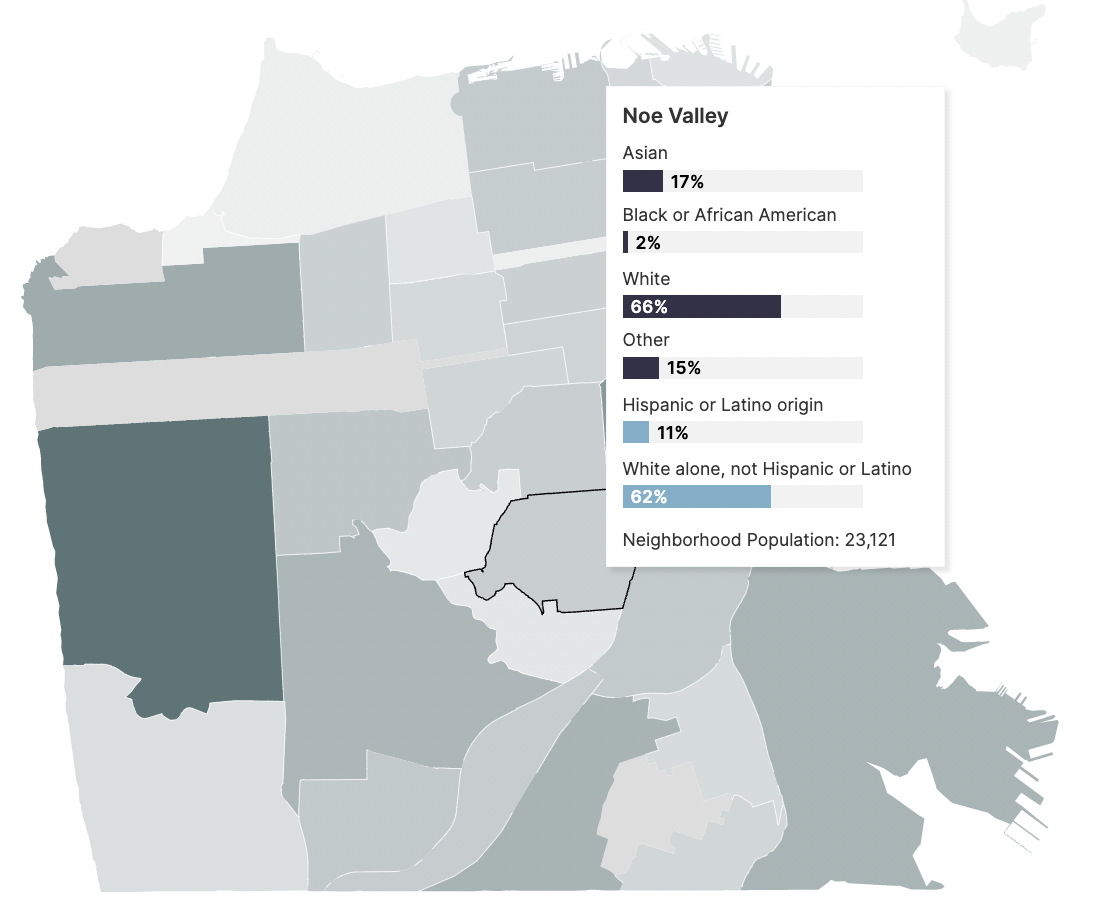 Noe Valley
Asian
17%
Black or African American
2%
White
66%
Other
15%
Hispanic or Latino origin
11%
White alone, not Hispanic or Latino
62%
Neighborhood Population: 23,121